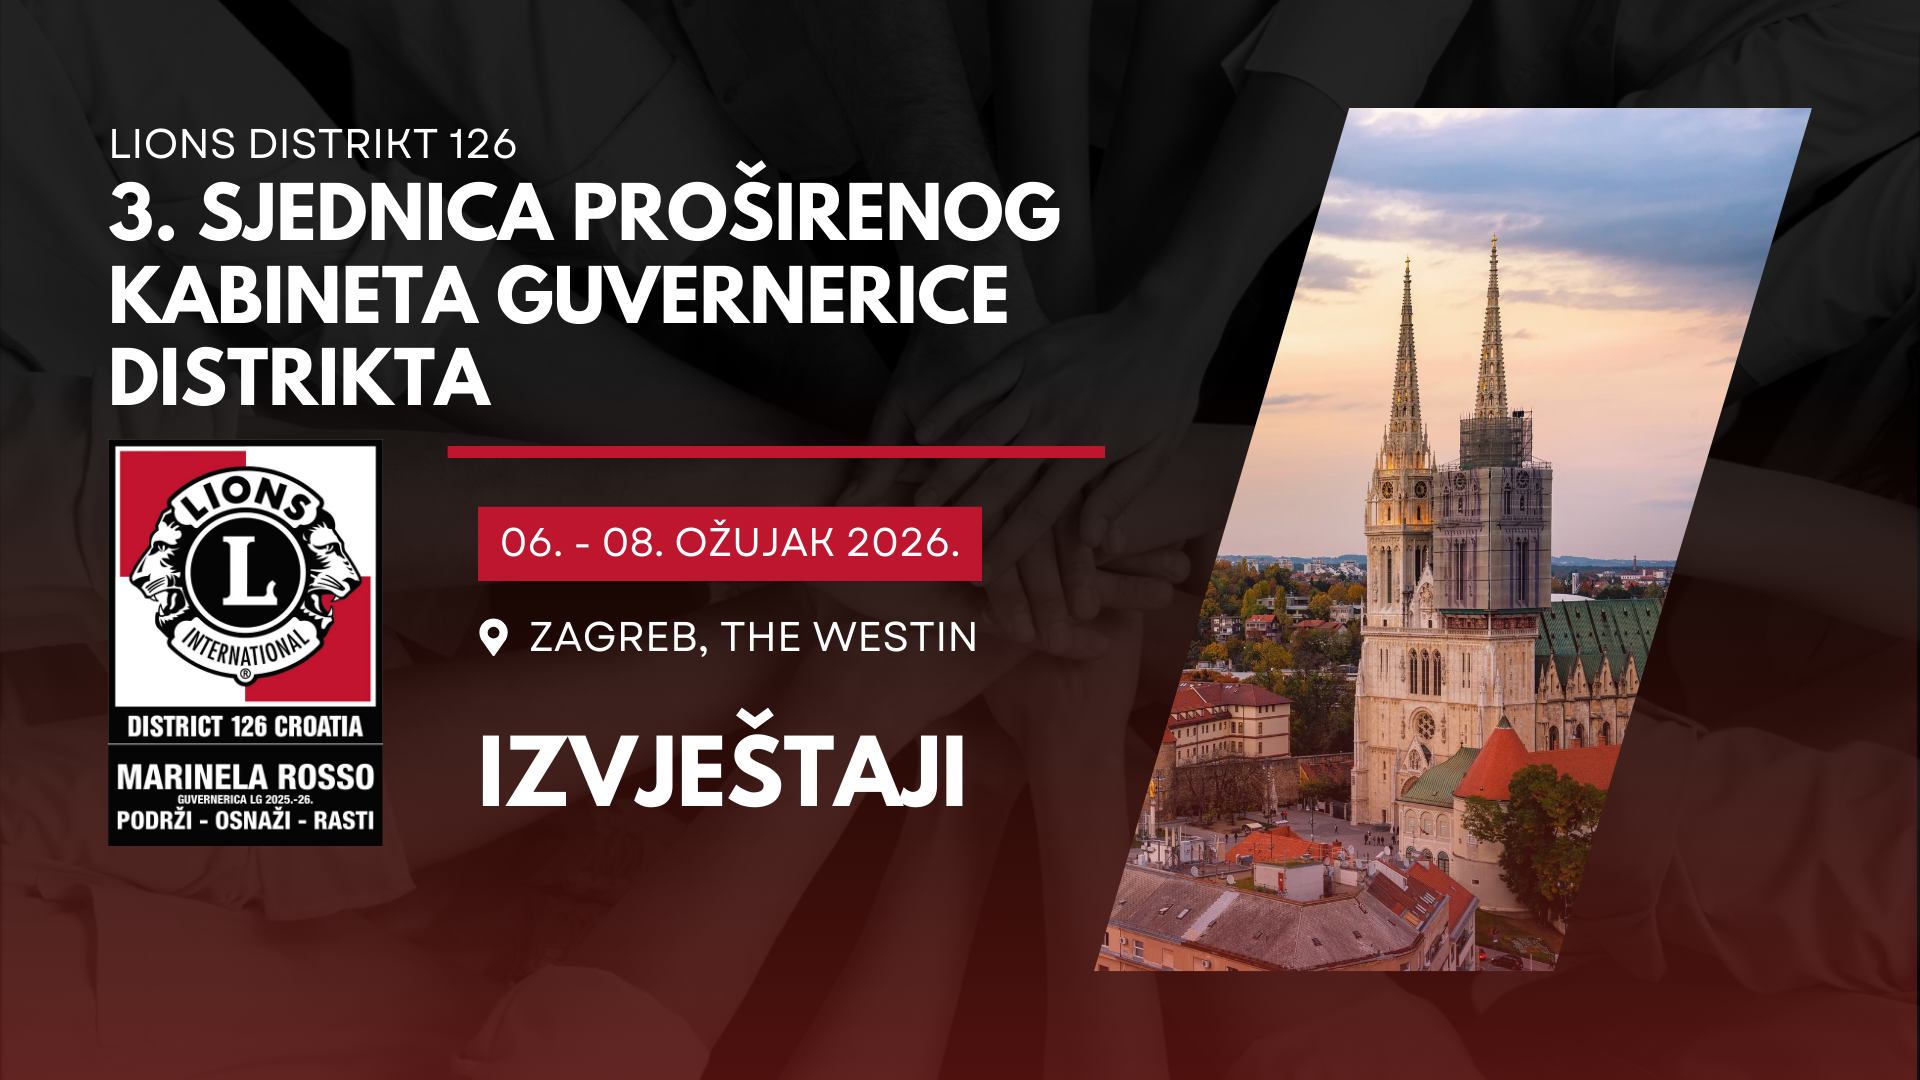 LIONS DISTRIKT 126
3. SJEDNICA PROŠIRENOG
KABINETA GUVERNERICE
DISTRIKTA
LIONS
L
INTERNATIONAL
®
DISTRICT 126 CROATIA
MARINELA ROSSO
GUVERNERICA LG 2025.-26.
PODRŽI - OSNAŽI - RASTI
06. - 08. OŽUJAK 2026.
ZAGREB, THE WESTIN
IZVJEŠTAJI